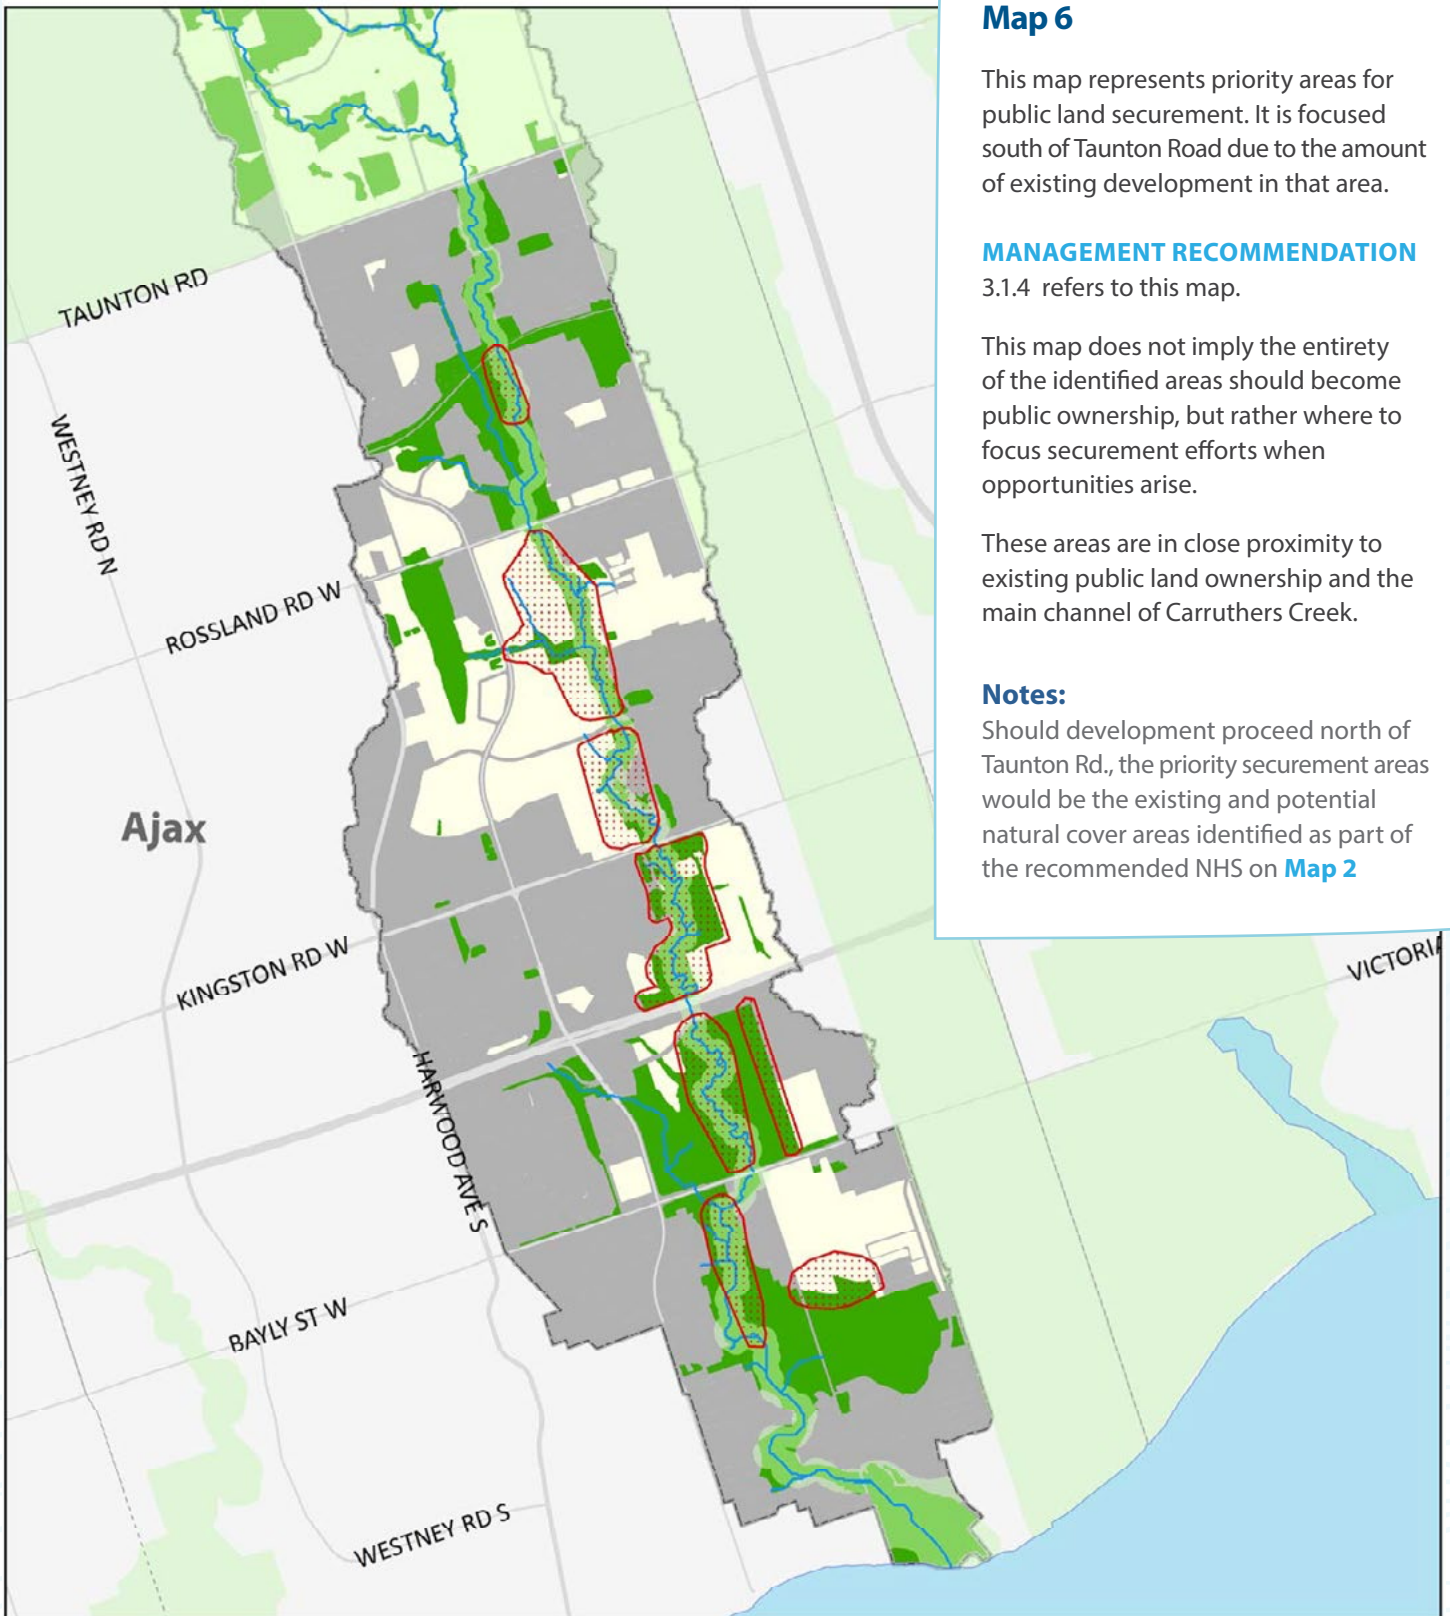 Map 6
This map represents priority areas for
public land securement. It is focused
south of Taunton Road due to the amount
of existing development in that area.
MANAGEMENT RECOMMENDATION
3.1.4 refers to this map.
This map does not imply the entirety
of the identified areas should become
public ownership, but rather where to
focus securement efforts when
opportunities arise.
These areas are in close proximity to
existing public land ownership and the
main channel of Carruthers Creek.
Notes:
Should development proceed north of
Taunton Rd., the priority securement areas
would be the existing and potential
natural cover areas identified as part of
the recommended NHS on Map 2
TAUNTON RD
WESTNEY RD N
ROSSLAND RD W
Ajax
KINGSTON RD W
VICTORIA
HARWOOD AVE S
BAYLY ST W
WESTNEY RD S